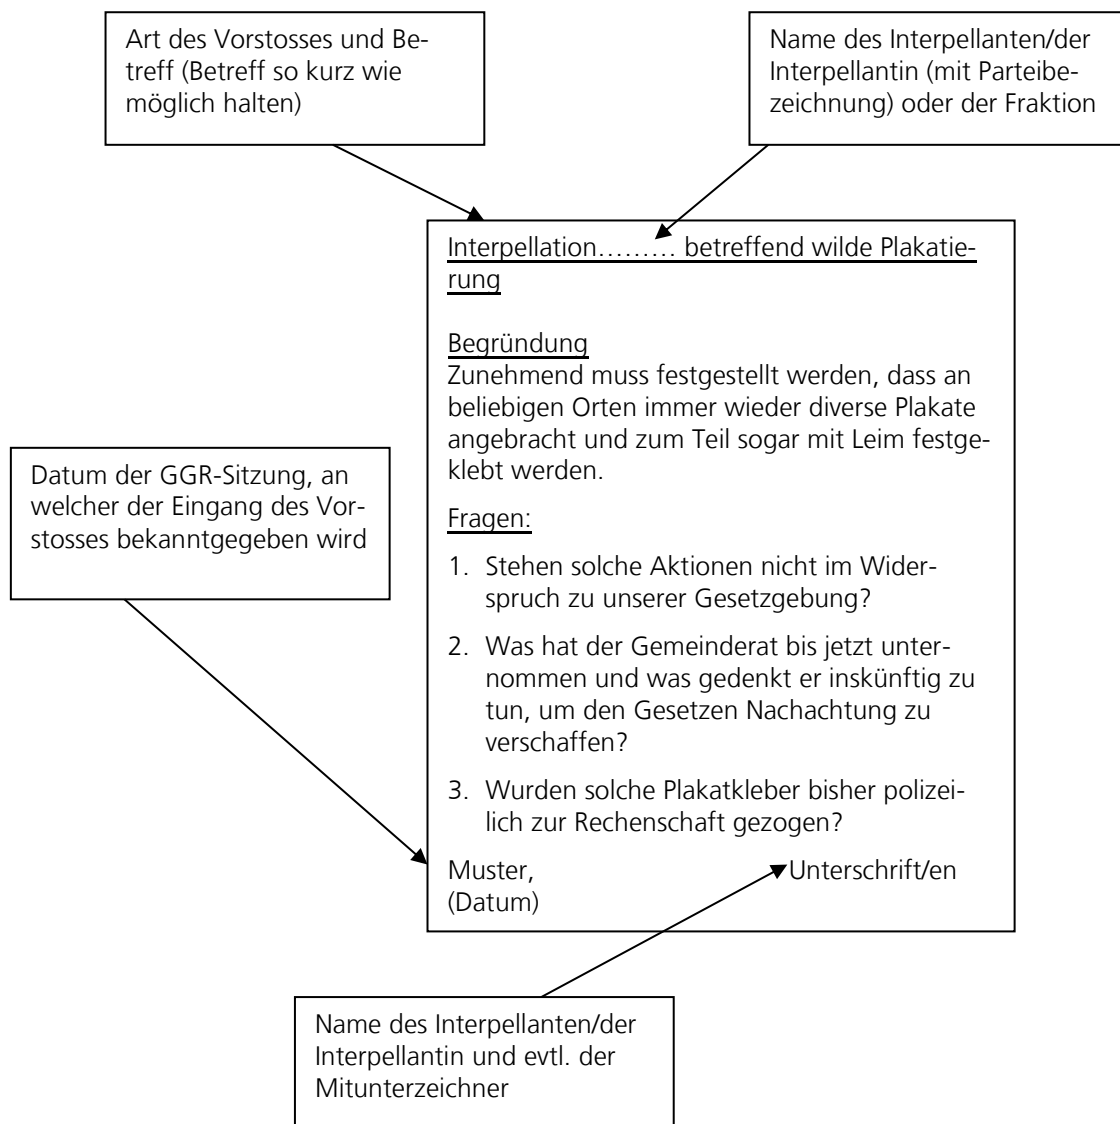 Art des Vorstosses und Be-
treff (Betreff so kurz wie
möglich halten)
Name des Interpellanten/der
Interpellantin (mit Parteibe-
zeichnung) oder der Fraktion
Interpellation……… betreffend wilde Plakatie-
rung
Begründung
Zunehmend muss festgestellt werden, dass an
beliebigen Orten immer wieder diverse Plakate
angebracht und zum Teil sogar mit Leim festge-
klebt werden.
Datum der GGR-Sitzung, an
welcher der Eingang des Vor-
stosses bekanntgegeben wird
Fragen:
1. Stehen solche Aktionen nicht im Wider-
spruch zu unserer Gesetzgebung?
2. Was hat der Gemeinderat bis jetzt unter-
nommen und was gedenkt er inskünftig zu
tun, um den Gesetzen Nachachtung zu
verschaffen?
3. Wurden solche Plakatkleber bisher polizei-
lich zur Rechenschaft gezogen?
Muster, Unterschrift/en
(Datum)
Name des Interpellanten/der
Interpellantin und evtl. der
Mitunterzeichner